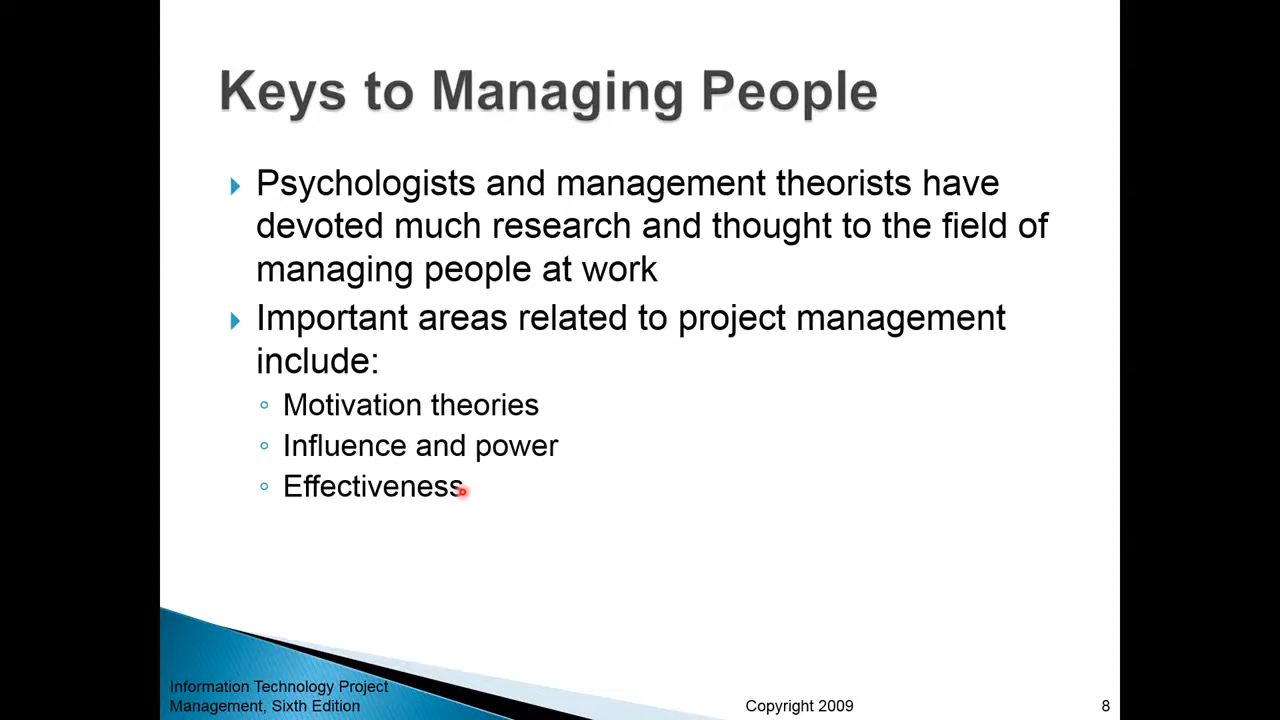 Keys to Managing People
Psychologists and management theorists have
devoted much research and thought to the field of
managing people at work
Important areas related to project management
include:
Motivation theories
Influence and power
Effectiveness
Information Technology Project
Management, Sixth Edition
Copyright 2009
8